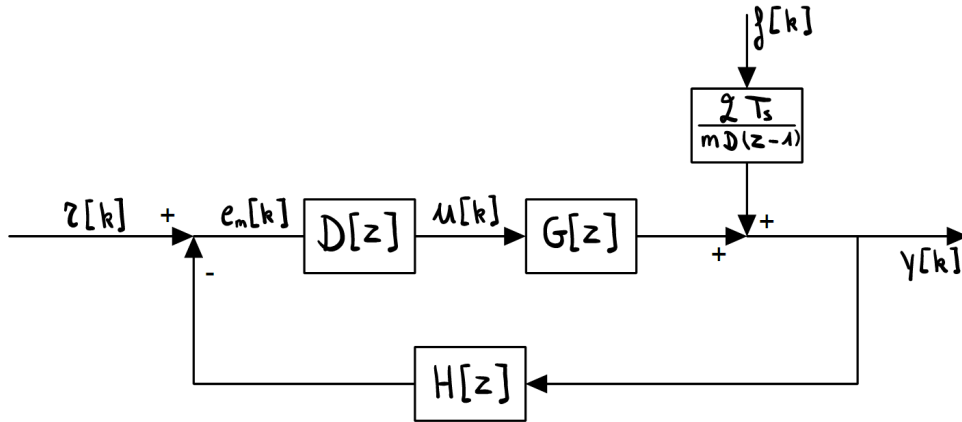 f[k]
2 Ts
mD(z-1)
r[k] + em[k] D[z] u[k] G[z] + +
y[k]
-
H[z]